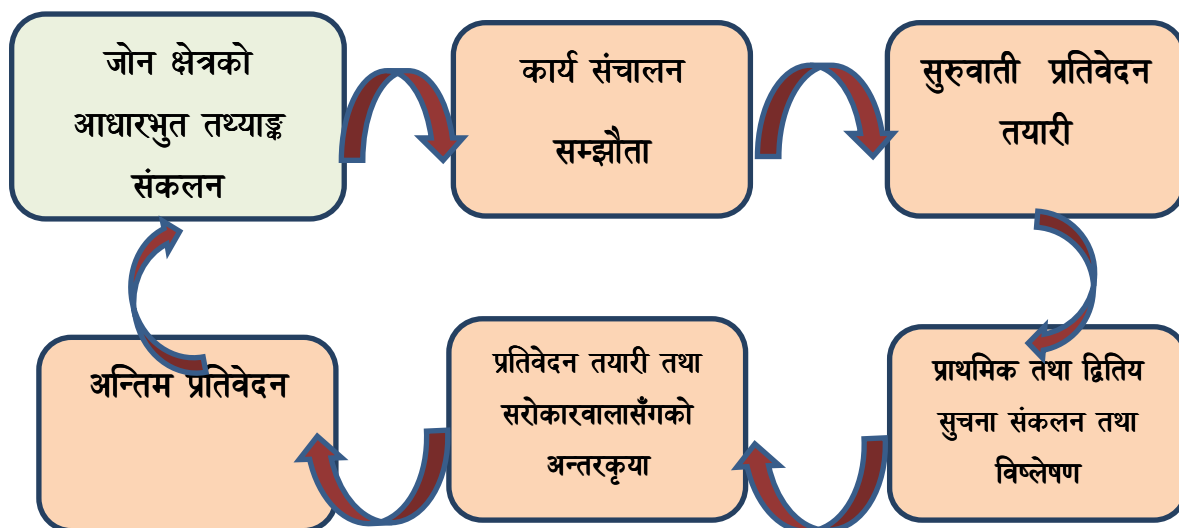 जोन क्षेत्रको
आधारभुत तथ्याङ्क
संकलन
कार्य संचालन
सम्झौता
सुरुवाती प्रतिवेदन
तयारी
प्राथमिक तथा द्वितिय
सुचना संकलन तथा
विष्लेषण
प्रतिवेदन तयारी तथा
सरोकारवालासँगको
अन्तरकृया
अन्तिम प्रतिवेदन